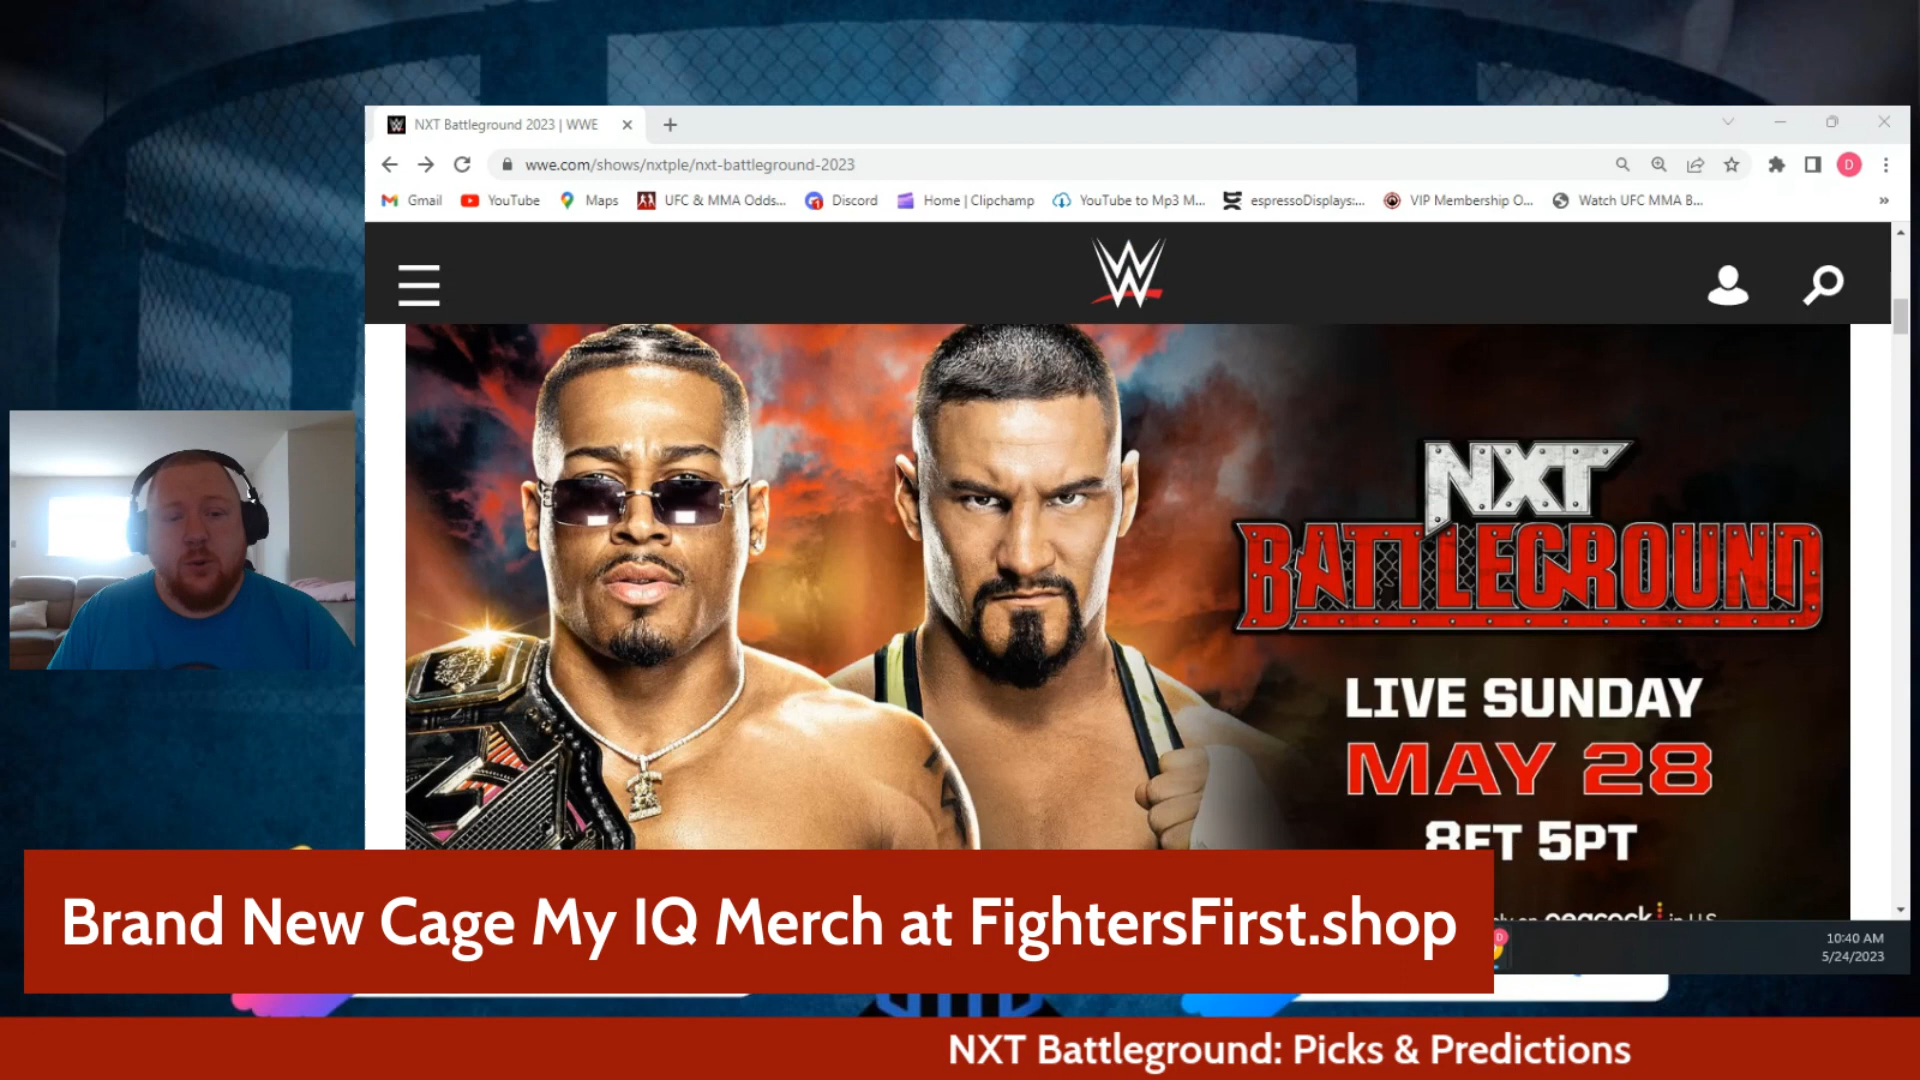 NXT Battleground 2023 | WWE
wwe.com/shows/nxtple/nxt-battleground-2023
D
Gmail YouTube Maps UFC & MMA Odds... Discord Home | Clipchamp YouTube to Mp3 M... espressoDisplays:... VIP Membership O... Watch UFC MMA B... »
W
NXT
BATTLEGROUND
LIVE SUNDAY
MAY 28
8ET 5PT
peacock in U.S.
Brand New Cage My IQ Merch at FightersFirst.shop
10:40 AM
5/24/2023
NXT Battleground: Picks & Predictions